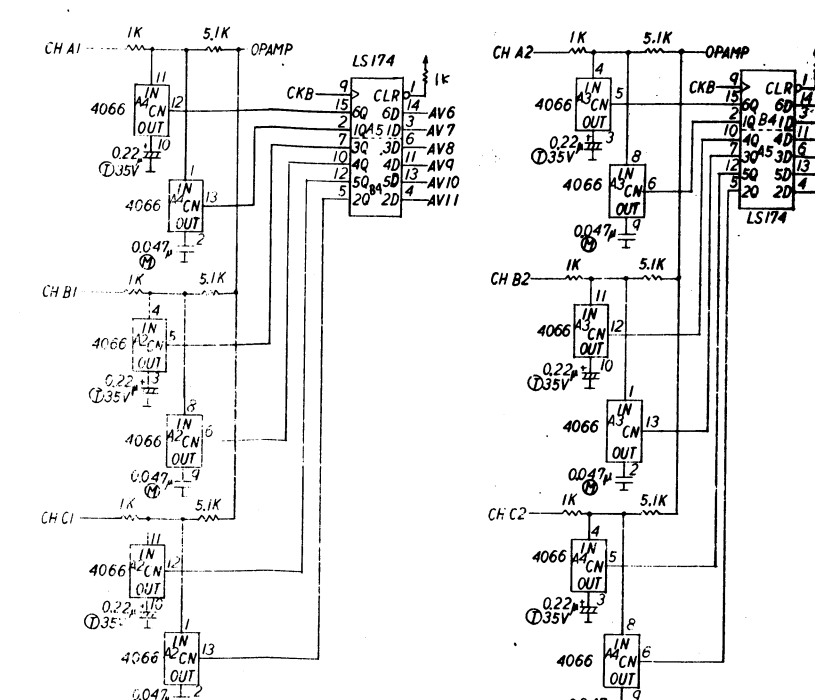 CH A1
1K
5.1K
OPAMP
11
IN
4066
A4
CN
12
OUT
10
0.22µ
+
T 35V
1
IN
4066
A4
CN
13
OUT
2
0.047µ
M
CH B1
1K
5.1K
4
IN
4066
A2
CN
5
OUT
3
0.22µ
+
T 35V
8
IN
4066
A2
CN
6
OUT
9
0.047µ
M
CH C1
1K
5.1K
11
IN
4066
A2
CN
12
OUT
10
0.22µ
+
T 35V
1
IN
4066
A2
CN
13
OUT
2
0.047µ
LS174
1K
CKB
9
CLR
1
15
6Q
6D
14
AV6
2
1Q
A5
1D
3
AV7
7
3Q
3D
6
AV8
10
4Q
4D
11
AV9
12
5Q
5D
13
AV10
5
2Q
B4
2D
4
AV11
CH A2
1K
5.1K
OPAMP
4
IN
4066
A3
CN
5
OUT
3
0.22µ
+
T 35V
8
IN
4066
A3
CN
6
OUT
9
0.047µ
M
CH B2
1K
5.1K
11
IN
4066
A3
CN
12
OUT
10
0.22µ
+
T 35V
1
IN
4066
A3
CN
13
OUT
2
0.047µ
M
CH C2
1K
5.1K
4
IN
4066
A4
CN
5
OUT
3
0.22µ
+
T 35V
8
IN
4066
A4
CN
6
OUT
9
CKB
9
CLR
1
15
6Q
6D
14
2
1Q
B4
1D
3
10
4Q
4D
11
7
3Q
A5
3D
6
12
5Q
5D
13
5
2Q
2D
4
LS174